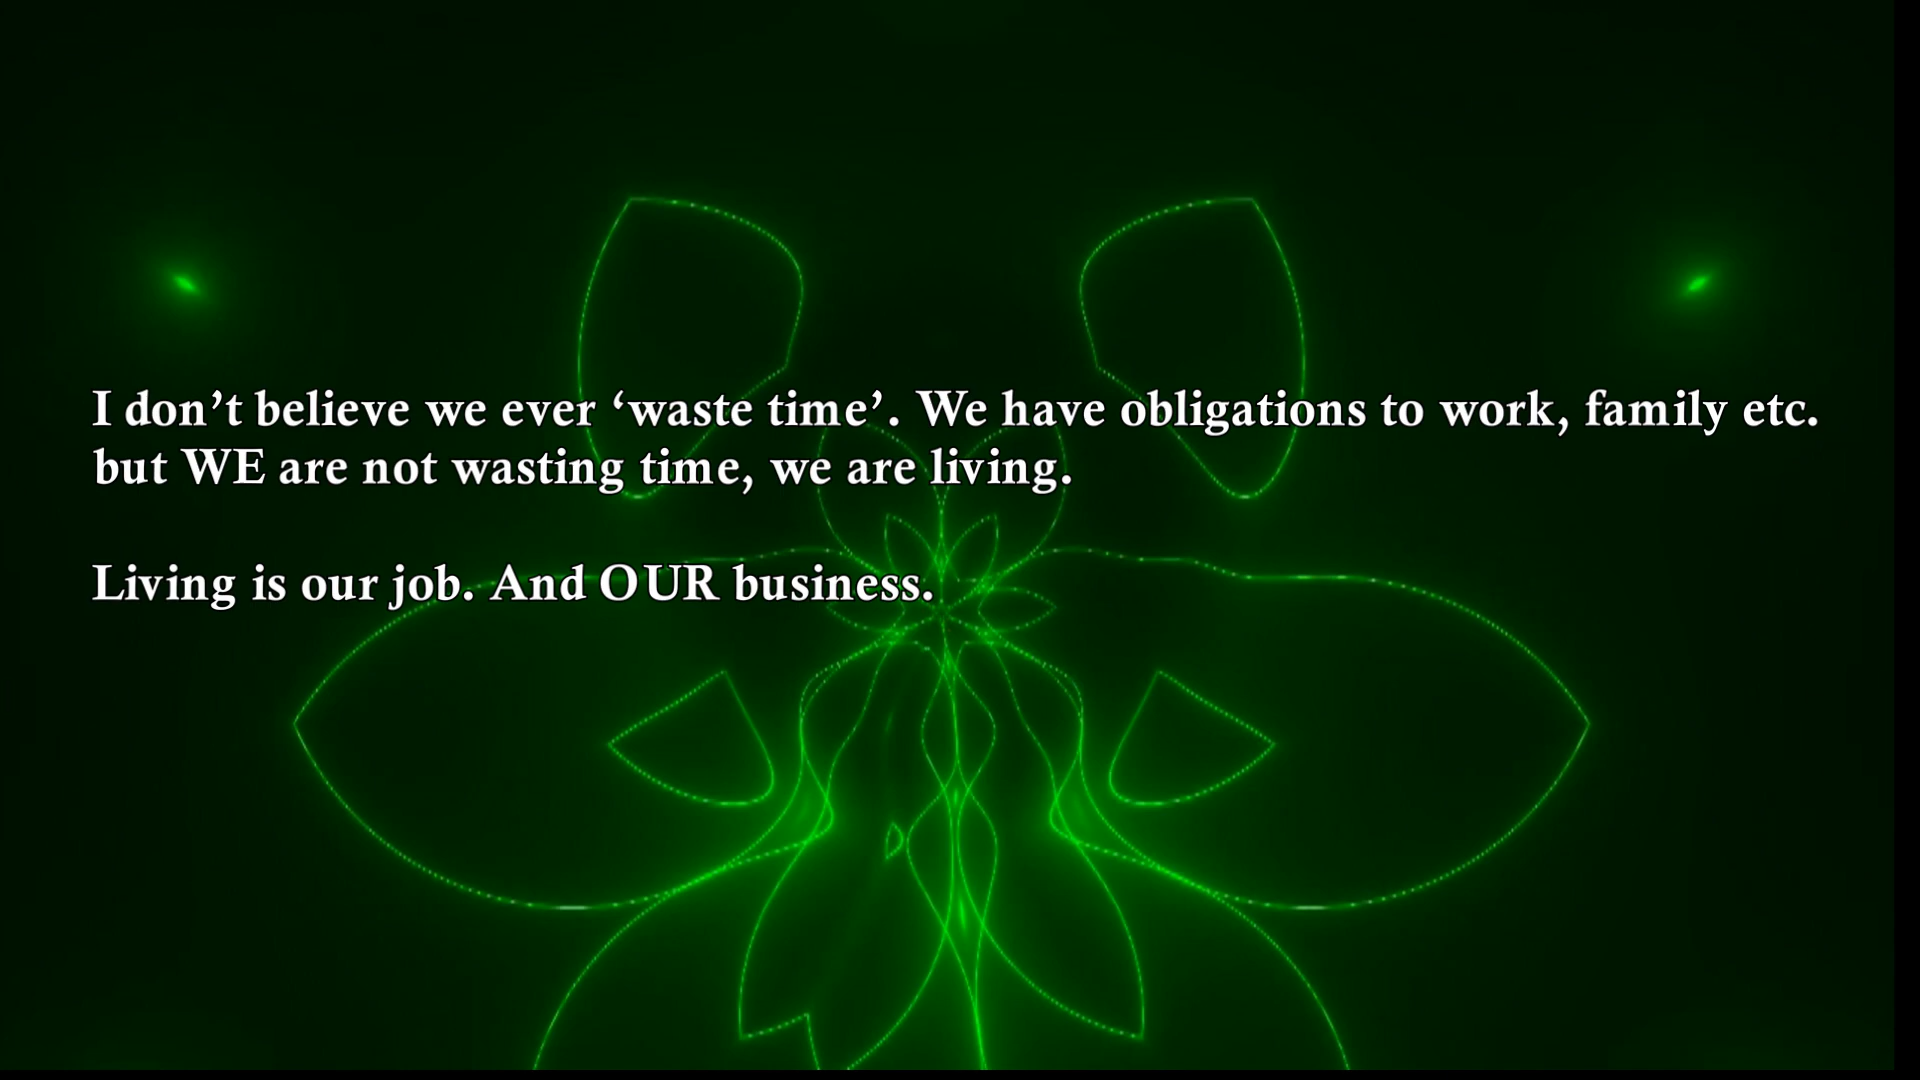 I don’t believe we ever ‘waste time’. We have obligations to work, family etc.
but WE are not wasting time, we are living.
Living is our job. And OUR business.